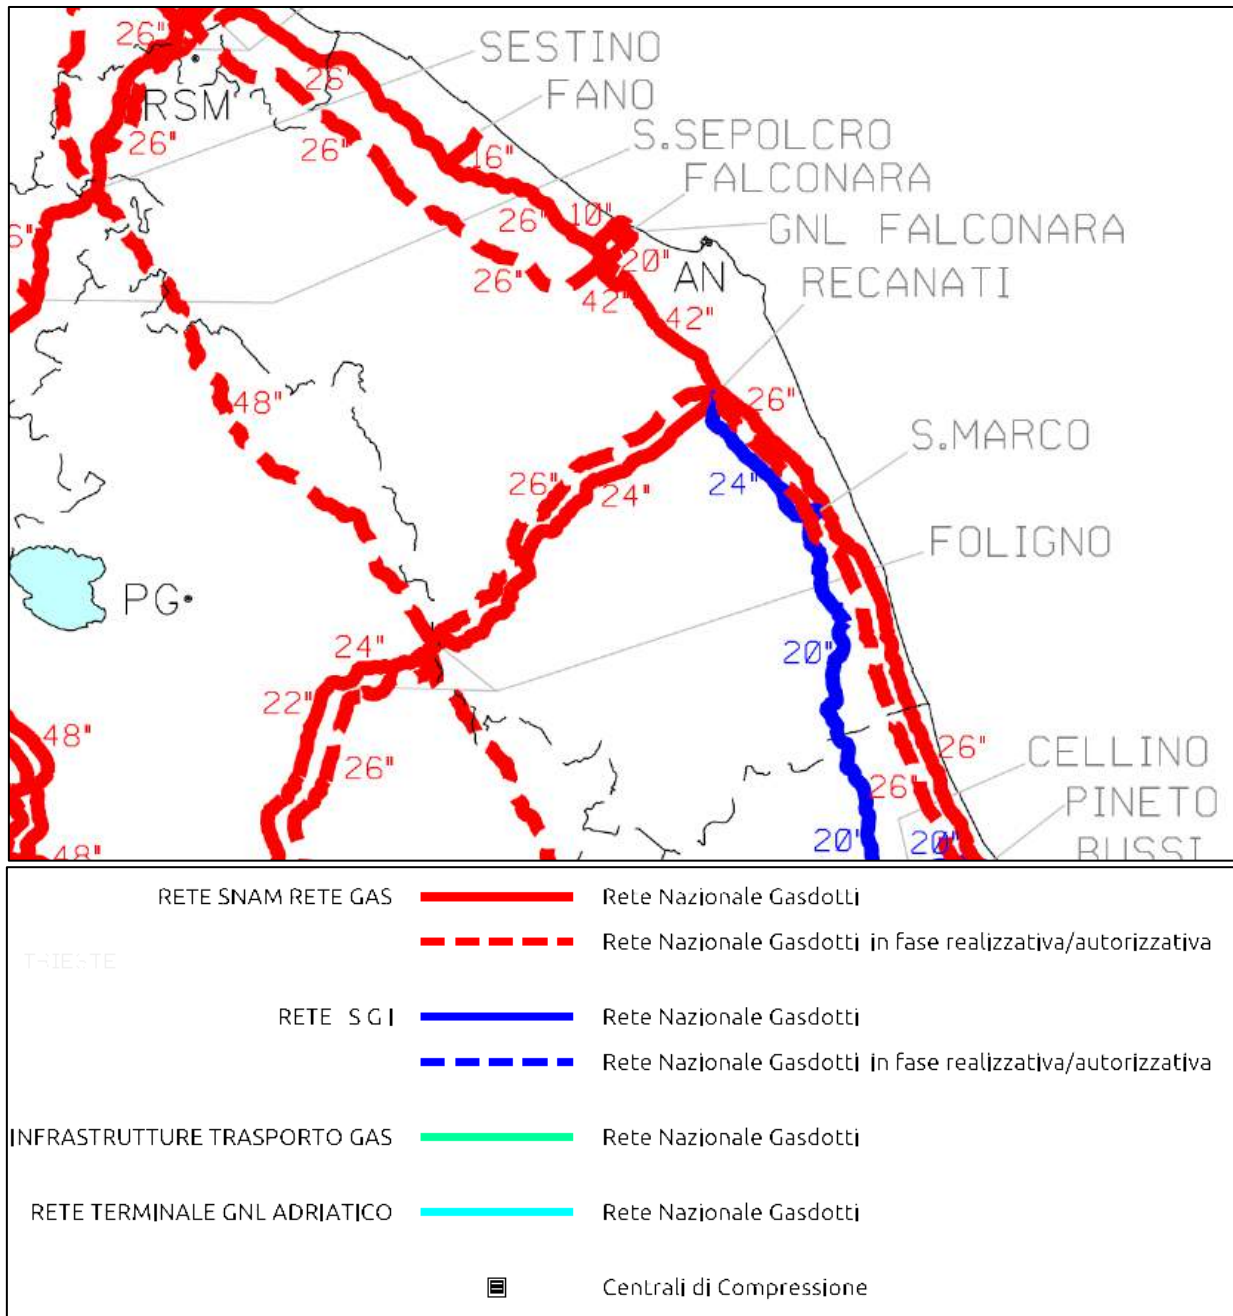 26"
SESTINO
26"
FANO
RSM
26"
26"
S.SEPOLCRO
16"
FALCONARA
26"
10"
GNL FALCONARA
6"
20"
AN
26"
42"
RECANATI
42"
48"
26"
S.MARCO
26"
24"
24"
FOLIGNO
PG
24"
20"
22"
48"
26"
26"
CELLINO
26"
PINETO
20"
20"
BUSSI
48"
RETE SNAM RETE GAS Rete Nazionale Gasdotti
Rete Nazionale Gasdotti in fase realizzativa/autorizzativa
TRIESTE
RETE S G I Rete Nazionale Gasdotti
Rete Nazionale Gasdotti in fase realizzativa/autorizzativa
INFRASTRUTTURE TRASPORTO GAS Rete Nazionale Gasdotti
RETE TERMINALE GNL ADRIATICO Rete Nazionale Gasdotti
Centrali di Compressione